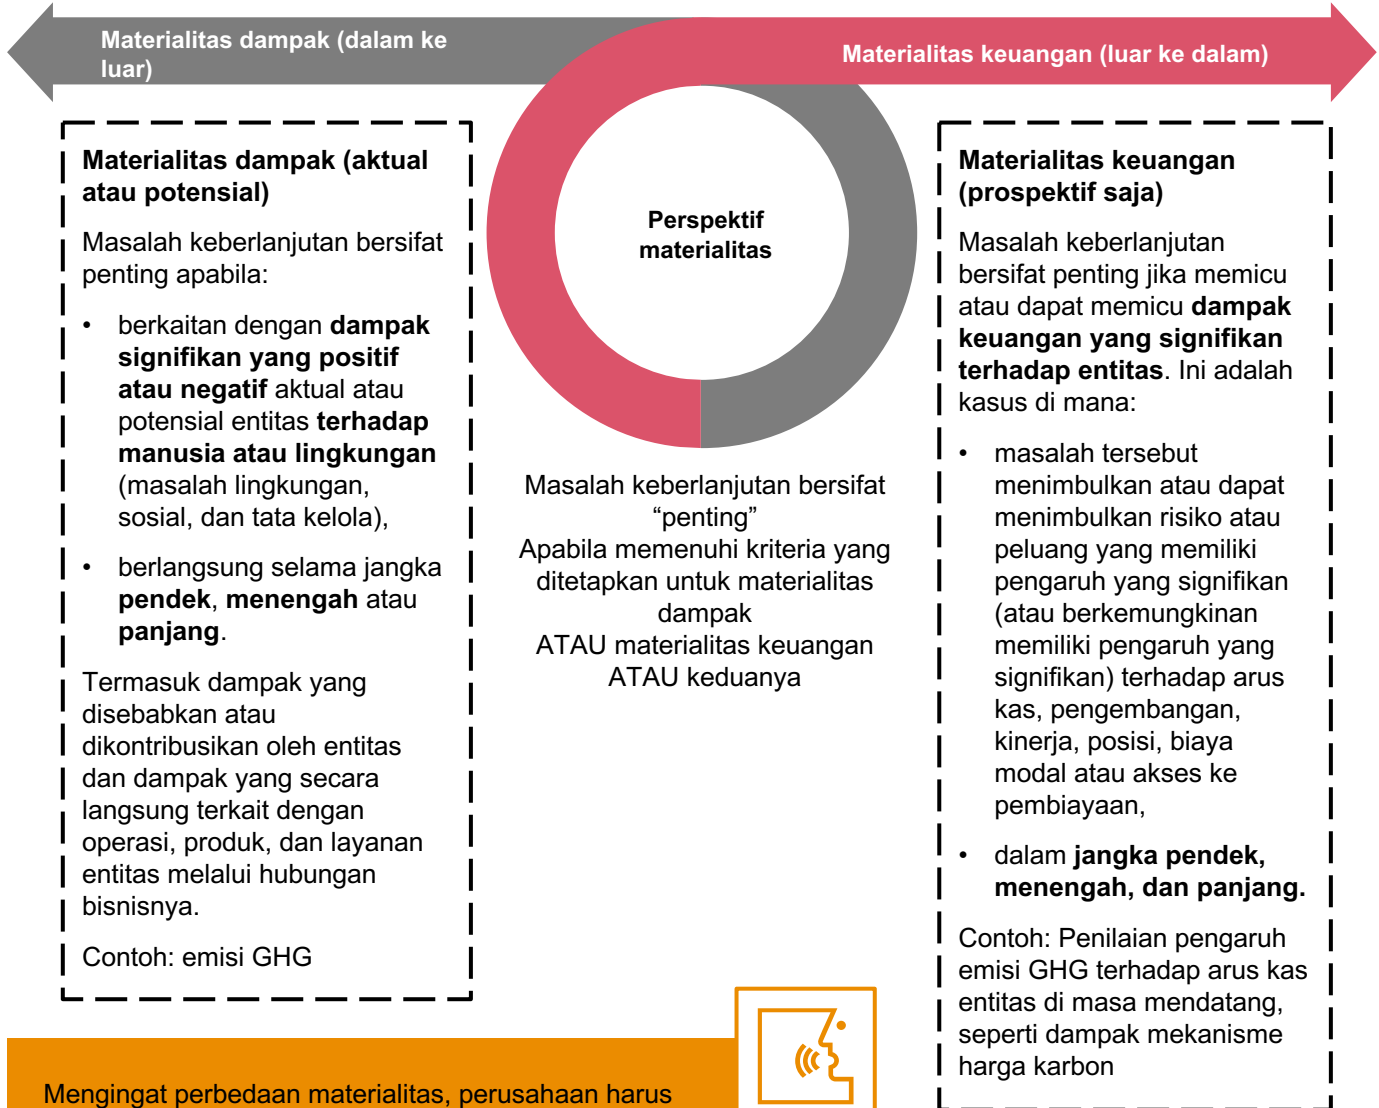 Materialitas dampak (dalam ke
luar)
Materialitas keuangan (luar ke dalam)
Materialitas dampak (aktual
atau potensial)
Masalah keberlanjutan bersifat
penting apabila:
• berkaitan dengan dampak
signifikan yang positif
atau negatif aktual atau
potensial entitas terhadap
manusia atau lingkungan
(masalah lingkungan,
sosial, dan tata kelola),
• berlangsung selama jangka
pendek, menengah atau
panjang.
Termasuk dampak yang
disebabkan atau
dikontribusikan oleh entitas
dan dampak yang secara
langsung terkait dengan
operasi, produk, dan layanan
entitas melalui hubungan
bisnisnya.
Contoh: emisi GHG
Perspektif
materialitas
Masalah keberlanjutan bersifat
“penting”
Apabila memenuhi kriteria yang
ditetapkan untuk materialitas
dampak
ATAU materialitas keuangan
ATAU keduanya
Materialitas keuangan
(prospektif saja)
Masalah keberlanjutan
bersifat penting jika memicu
atau dapat memicu dampak
keuangan yang signifikan
terhadap entitas. Ini adalah
kasus di mana:
• masalah tersebut
menimbulkan atau dapat
menimbulkan risiko atau
peluang yang memiliki
pengaruh yang signifikan
(atau berkemungkinan
memiliki pengaruh yang
signifikan) terhadap arus
kas, pengembangan,
kinerja, posisi, biaya
modal atau akses ke
pembiayaan,
• dalam jangka pendek,
menengah, dan panjang.
Contoh: Penilaian pengaruh
emisi GHG terhadap arus kas
entitas di masa mendatang,
seperti dampak mekanisme
harga karbon
Mengingat perbedaan materialitas, perusahaan harus